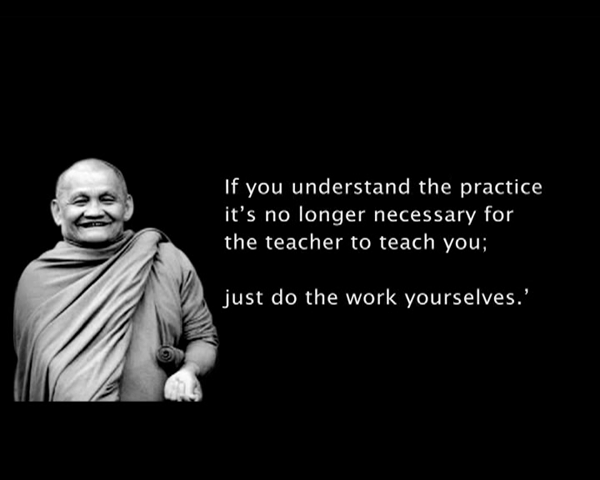 If you understand the practice
it's no longer necessary for
the teacher to teach you;
just do the work yourselves.’